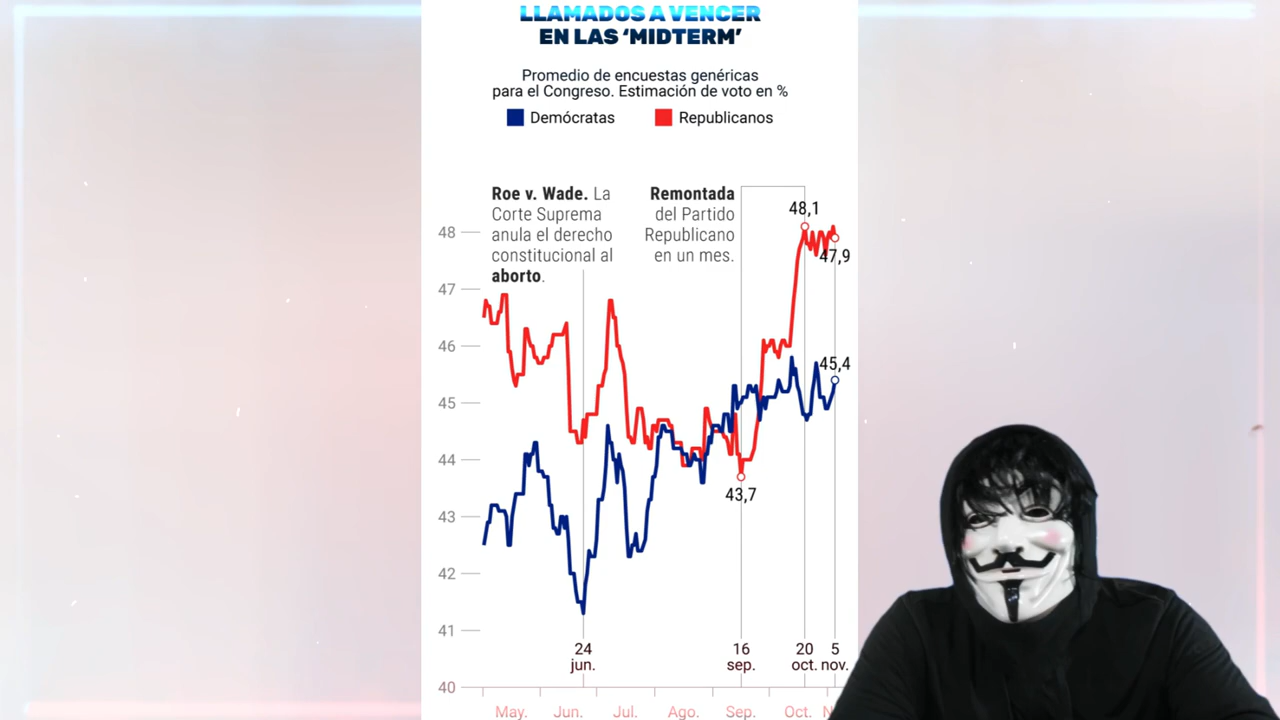 LLAMADOS A VENCER
EN LAS ‘MIDTERM’
Promedio de encuestas genéricas
para el Congreso. Estimación de voto en %
Demócratas
Republicanos
Roe v. Wade. La
Corte Suprema
anula el derecho
constitucional al
aborto.
Remontada
del Partido
Republicano
en un mes.
48,1
47,9
45,4
43,7
48
47
46
45
44
43
42
41
40
24
jun.
16
sep.
20
oct.
5
nov.
May.
Jun.
Jul.
Ago.
Sep.
Oct.